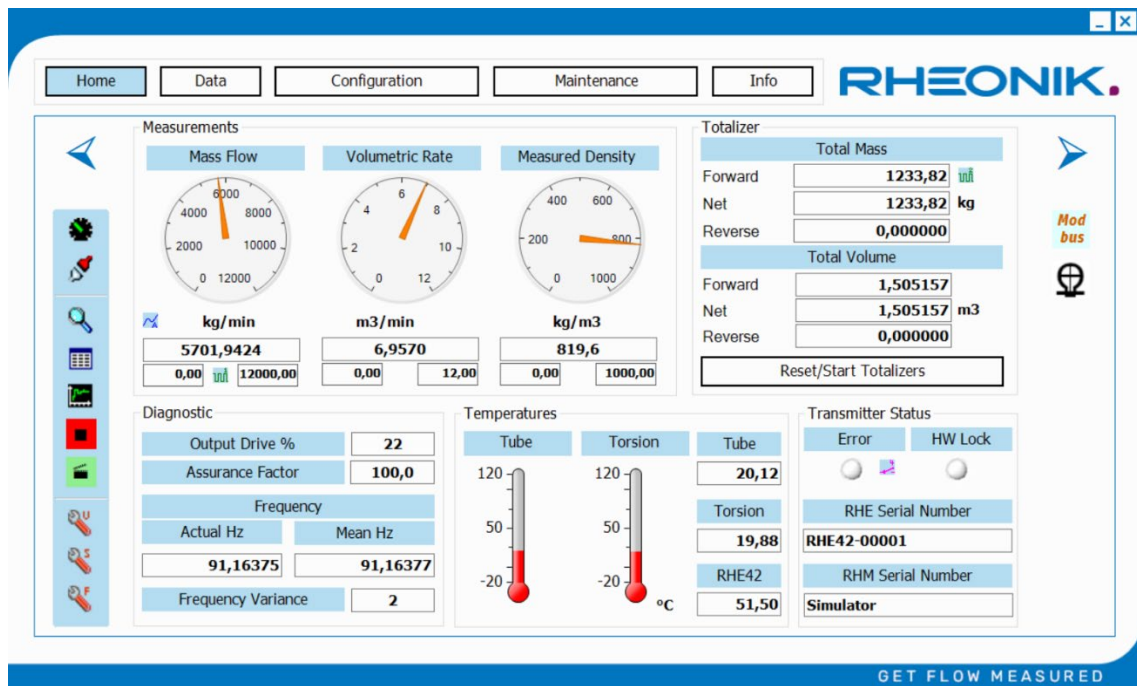 Home Data Configuration Maintenance Info RHEONIK.
Measurements
Mass Flow Volumetric Rate Measured Density
0 2000 4000 6000 8000 10000 12000
0 2 4 6 8 10 12
0 200 400 600 800 1000
kg/min m3/min kg/m3
5701,9424 6,9570 819,6
0,00 12000,00 0,00 12,00 0,00 1000,00
Totalizer
Total Mass
Forward 1233,82
Net 1233,82 kg
Reverse 0,000000
Total Volume
Forward 1,505157
Net 1,505157 m3
Reverse 0,000000
Reset/Start Totalizers
Mod
bus
U
S
F
Diagnostic
Output Drive % 22
Assurance Factor 100,0
Frequency
Actual Hz Mean Hz
91,16375 91,16377
Frequency Variance 2
Temperatures
Tube Torsion
120 120
50 50
-20 -20
°C
Tube
20,12
Torsion
19,88
RHE42
51,50
Transmitter Status
Error HW Lock
RHE Serial Number
RHE42-00001
RHM Serial Number
Simulator
GET FLOW MEASURED